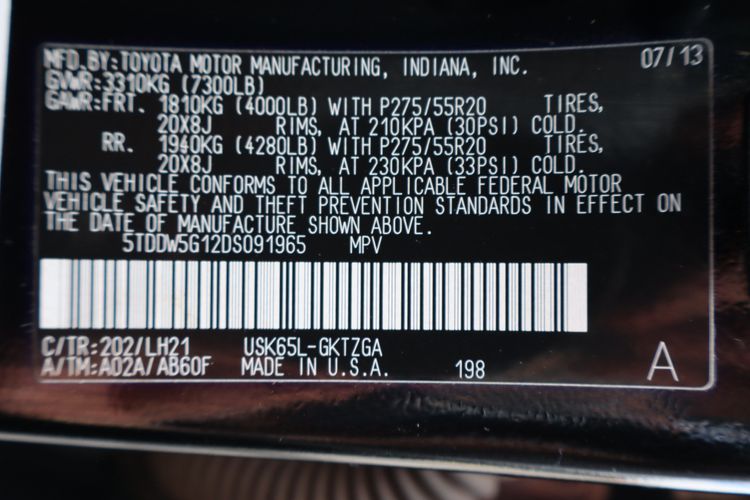 MFD.BY:TOYOTA MOTOR MANUFACTURING, INDIANA, INC. 07/13
GVWR:3310KG (7300LB)
GAWR:FRT. 1810KG (4000LB) WITH P275/55R20 TIRES,
20X8J RIMS, AT 210KPA (30PSI) COLD.
RR. 1940KG (4280LB) WITH P275/55R20 TIRES,
20X8J RIMS, AT 230KPA (33PSI) COLD.
THIS VEHICLE CONFORMS TO ALL APPLICABLE FEDERAL MOTOR
VEHICLE SAFETY AND THEFT PREVENTION STANDARDS IN EFFECT ON
THE DATE OF MANUFACTURE SHOWN ABOVE.
5TDDW5G12DS091965 MPV
C/TR:202/LH21 USK65L-GKTZGA
A/TM:A02A/AB60F MADE IN U.S.A. 198 A